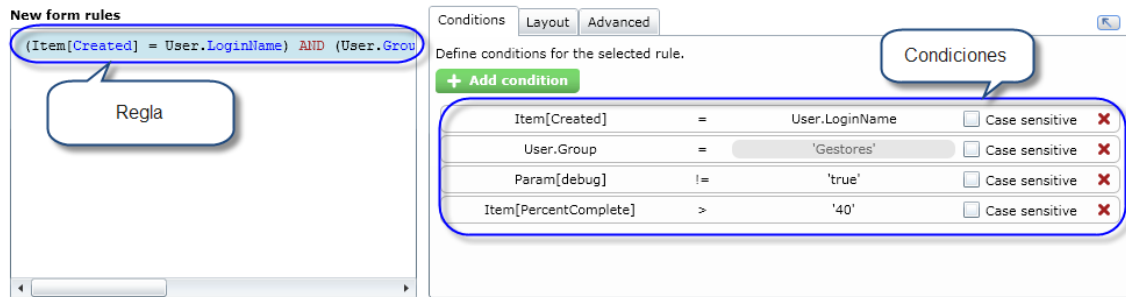 New form rules
(Item[Created] = User.LoginName) AND (User.Grou
Regla
Conditions Layout Advanced
Define conditions for the selected rule.
+ Add condition
Condiciones
Item[Created] = User.LoginName Case sensitive
User.Group = 'Gestores' Case sensitive
Param[debug] != 'true' Case sensitive
Item[PercentComplete] > '40' Case sensitive